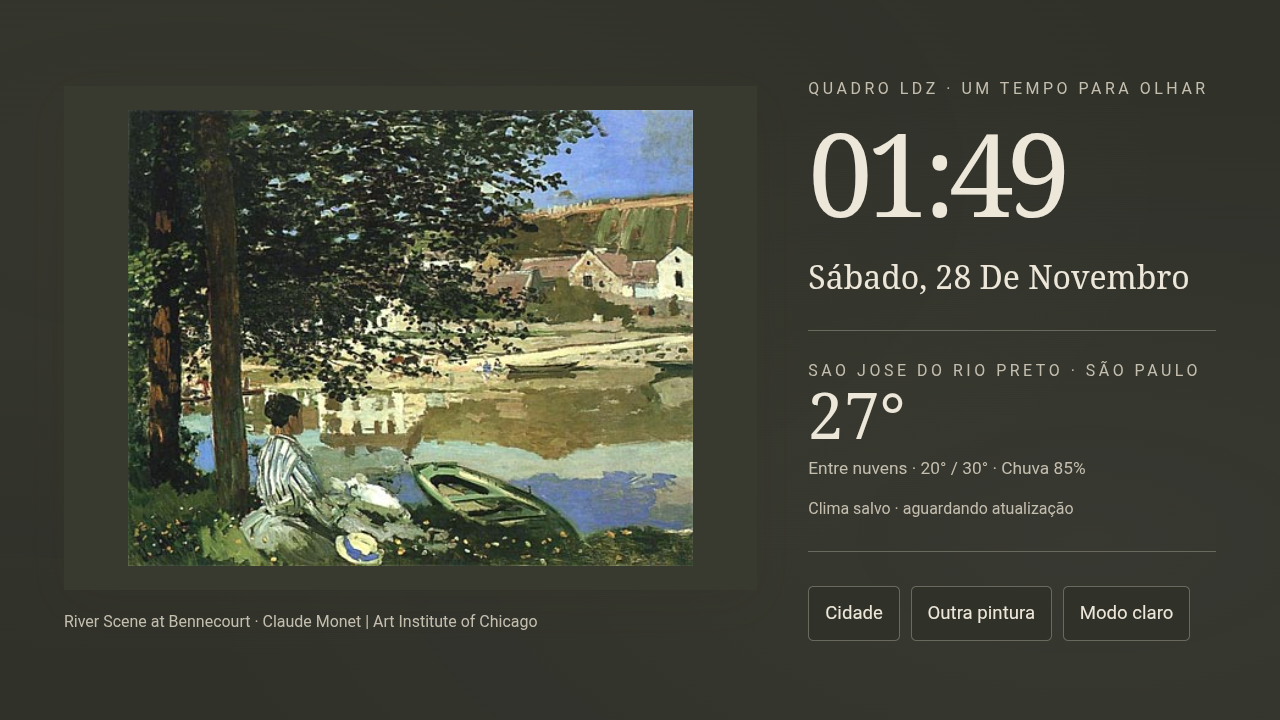 QUADRO LDZ · UM TEMPO PARA OLHAR
01:49
Sábado, 28 De Novembro
SAO JOSE DO RIO PRETO · SÃO PAULO
27°
Entre nuvens · 20° / 30° · Chuva 85%
Clima salvo · aguardando atualização
Cidade Outra pintura Modo claro
River Scene at Bennecourt · Claude Monet | Art Institute of Chicago